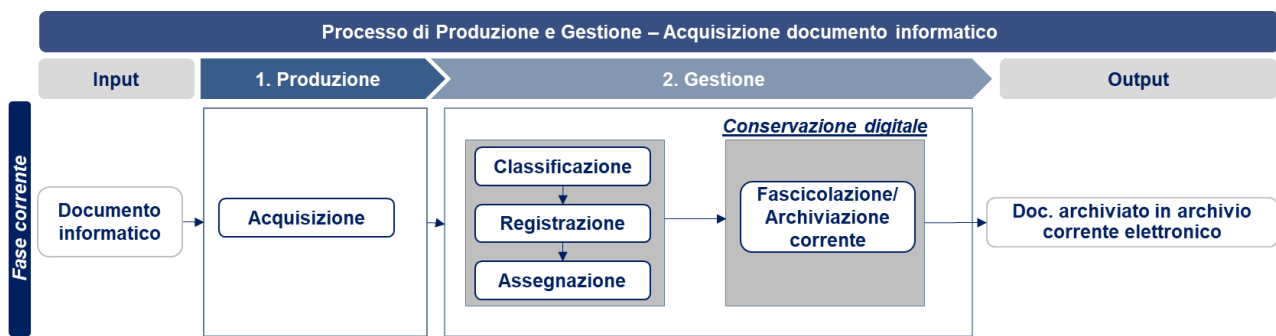 Processo di Produzione e Gestione – Acquisizione documento informatico
Input
1. Produzione
2. Gestione
Output
Fase corrente
Documento
informatico
Acquisizione
Classificazione
Registrazione
Assegnazione
Conservazione digitale
Fascicolazione/
Archiviazione
corrente
Doc. archiviato in archivio
corrente elettronico